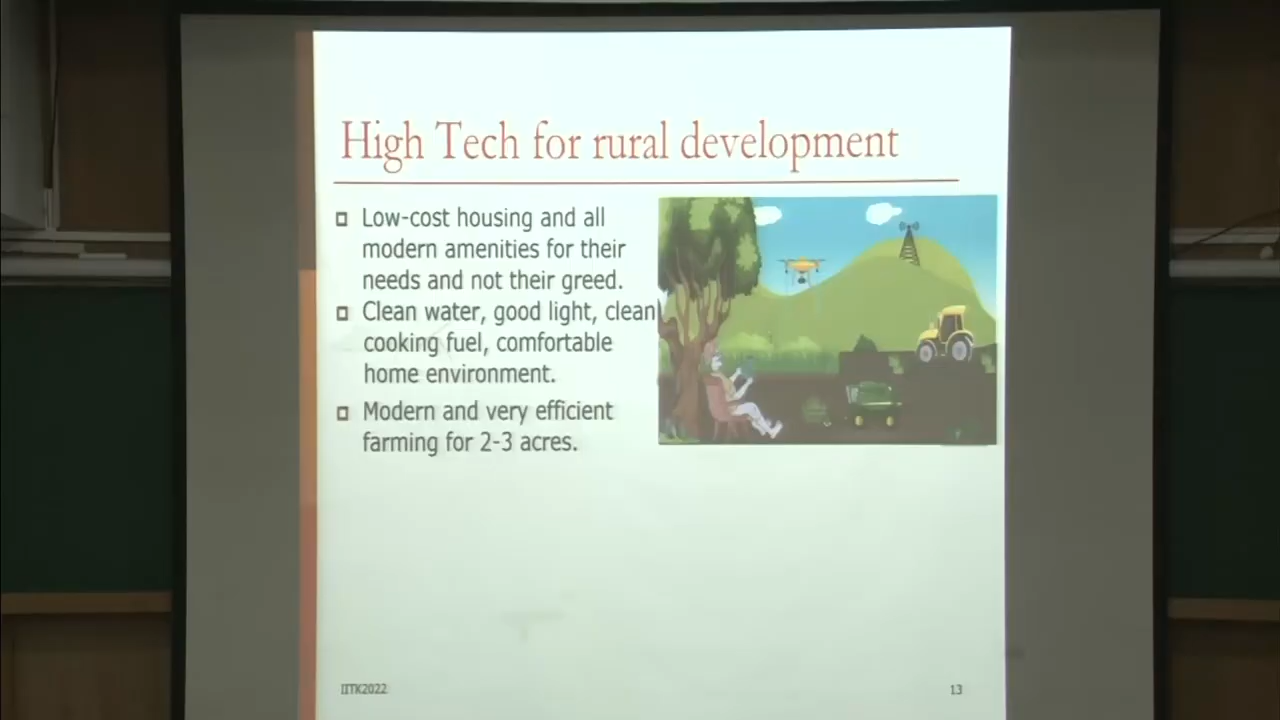 High Tech for rural development
Low-cost housing and all
modern amenities for their
needs and not their greed.
Clean water, good light, clean
cooking fuel, comfortable
home environment.
Modern and very efficient
farming for 2-3 acres.
IITK2022
13